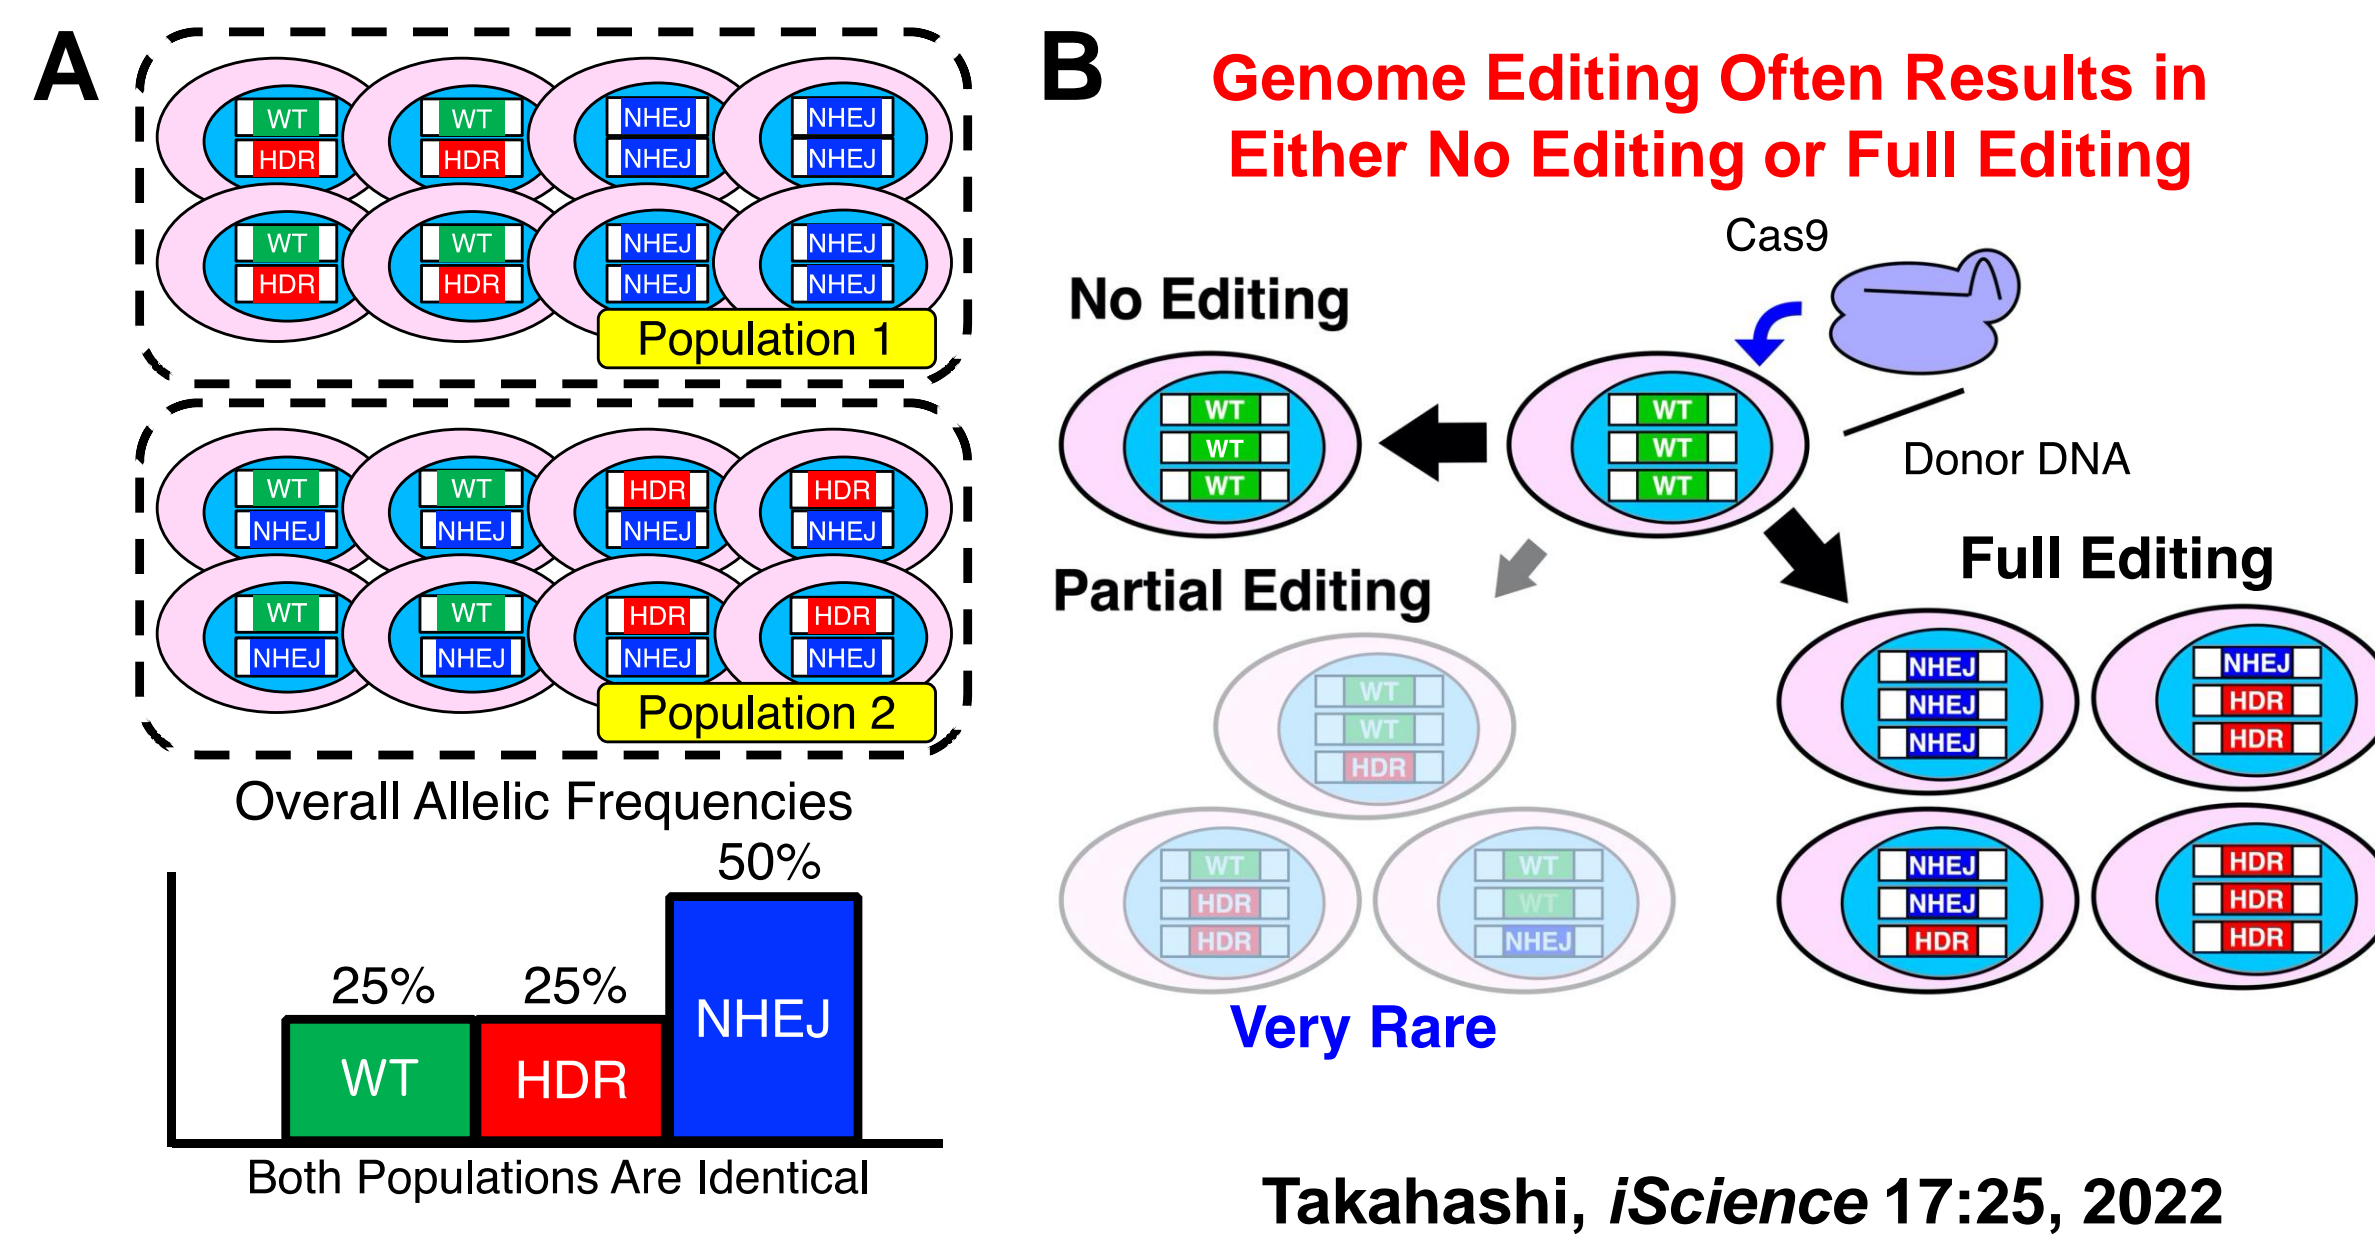 A
WT
HDR
WT
HDR
NHEJ
NHEJ
NHEJ
NHEJ
WT
HDR
WT
HDR
NHEJ
NHEJ
NHEJ
NHEJ
Population 1
WT
NHEJ
WT
NHEJ
HDR
NHEJ
HDR
NHEJ
WT
NHEJ
WT
NHEJ
HDR
NHEJ
HDR
NHEJ
Population 2
Overall Allelic Frequencies
25%
25%
50%
WT
HDR
NHEJ
Both Populations Are Identical
B
Genome Editing Often Results in
Either No Editing or Full Editing
Cas9
Donor DNA
WT
WT
WT
No Editing
WT
WT
WT
Partial Editing
WT
WT
HDR
WT
HDR
HDR
WT
WT
NHEJ
Very Rare
Full Editing
NHEJ
NHEJ
NHEJ
NHEJ
HDR
HDR
NHEJ
NHEJ
HDR
HDR
HDR
HDR
Takahashi, iScience 17:25, 2022